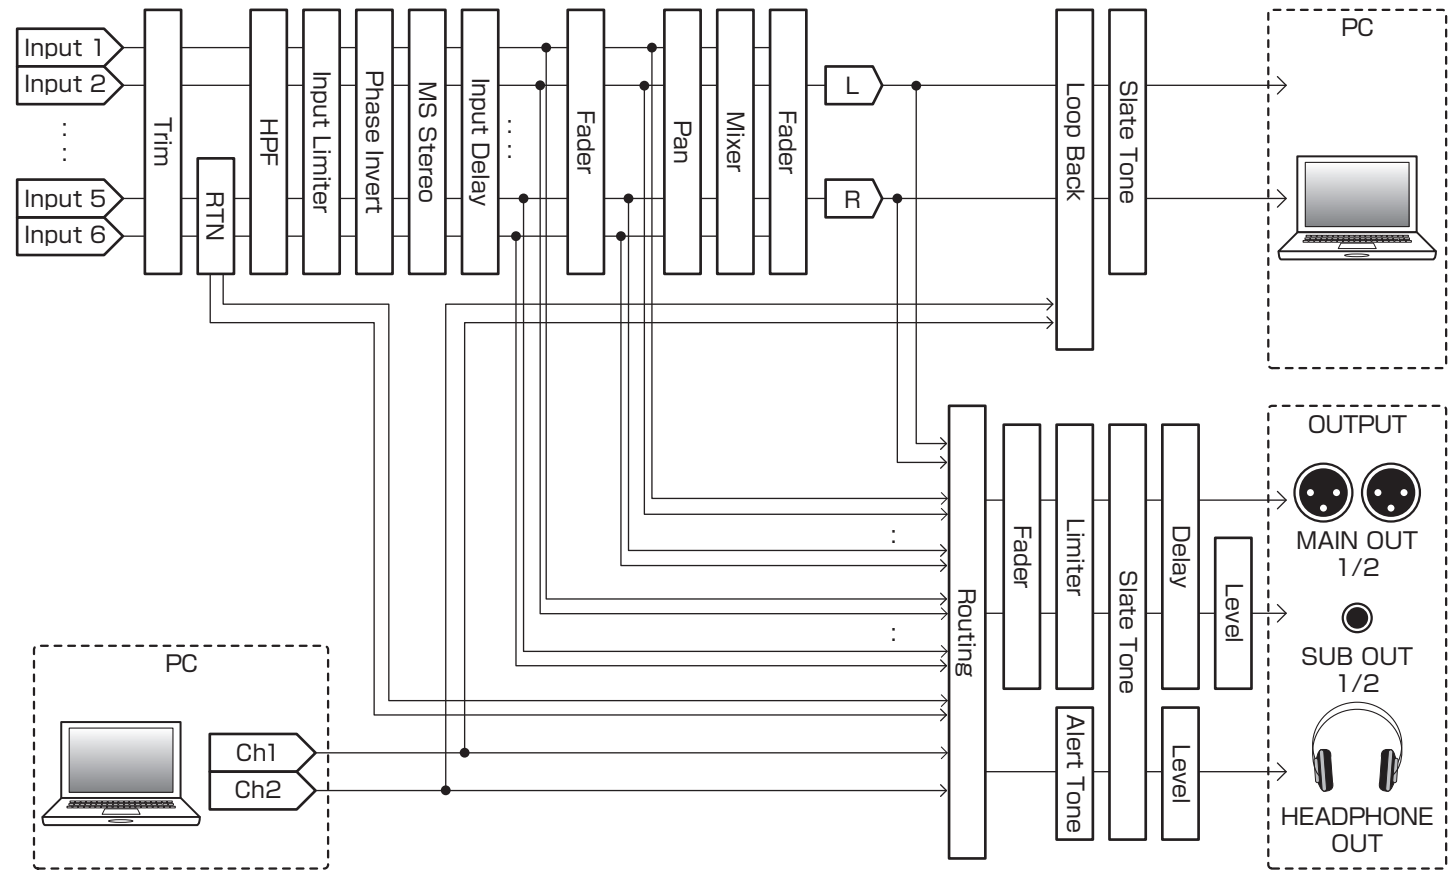 Input 1
Input 2
Input 5
Input 6
Trim
RTN
HPF
Input Limiter
Phase Invert
MS Stereo
Input Delay
Fader
Pan
Mixer
Fader
L
R
Loop Back
Slate Tone
PC
Routing
Fader
Limiter
Slate Tone
Delay
Level
Alert Tone
Level
OUTPUT
MAIN OUT
1/2
SUB OUT
1/2
HEADPHONE
OUT
PC
Ch1
Ch2